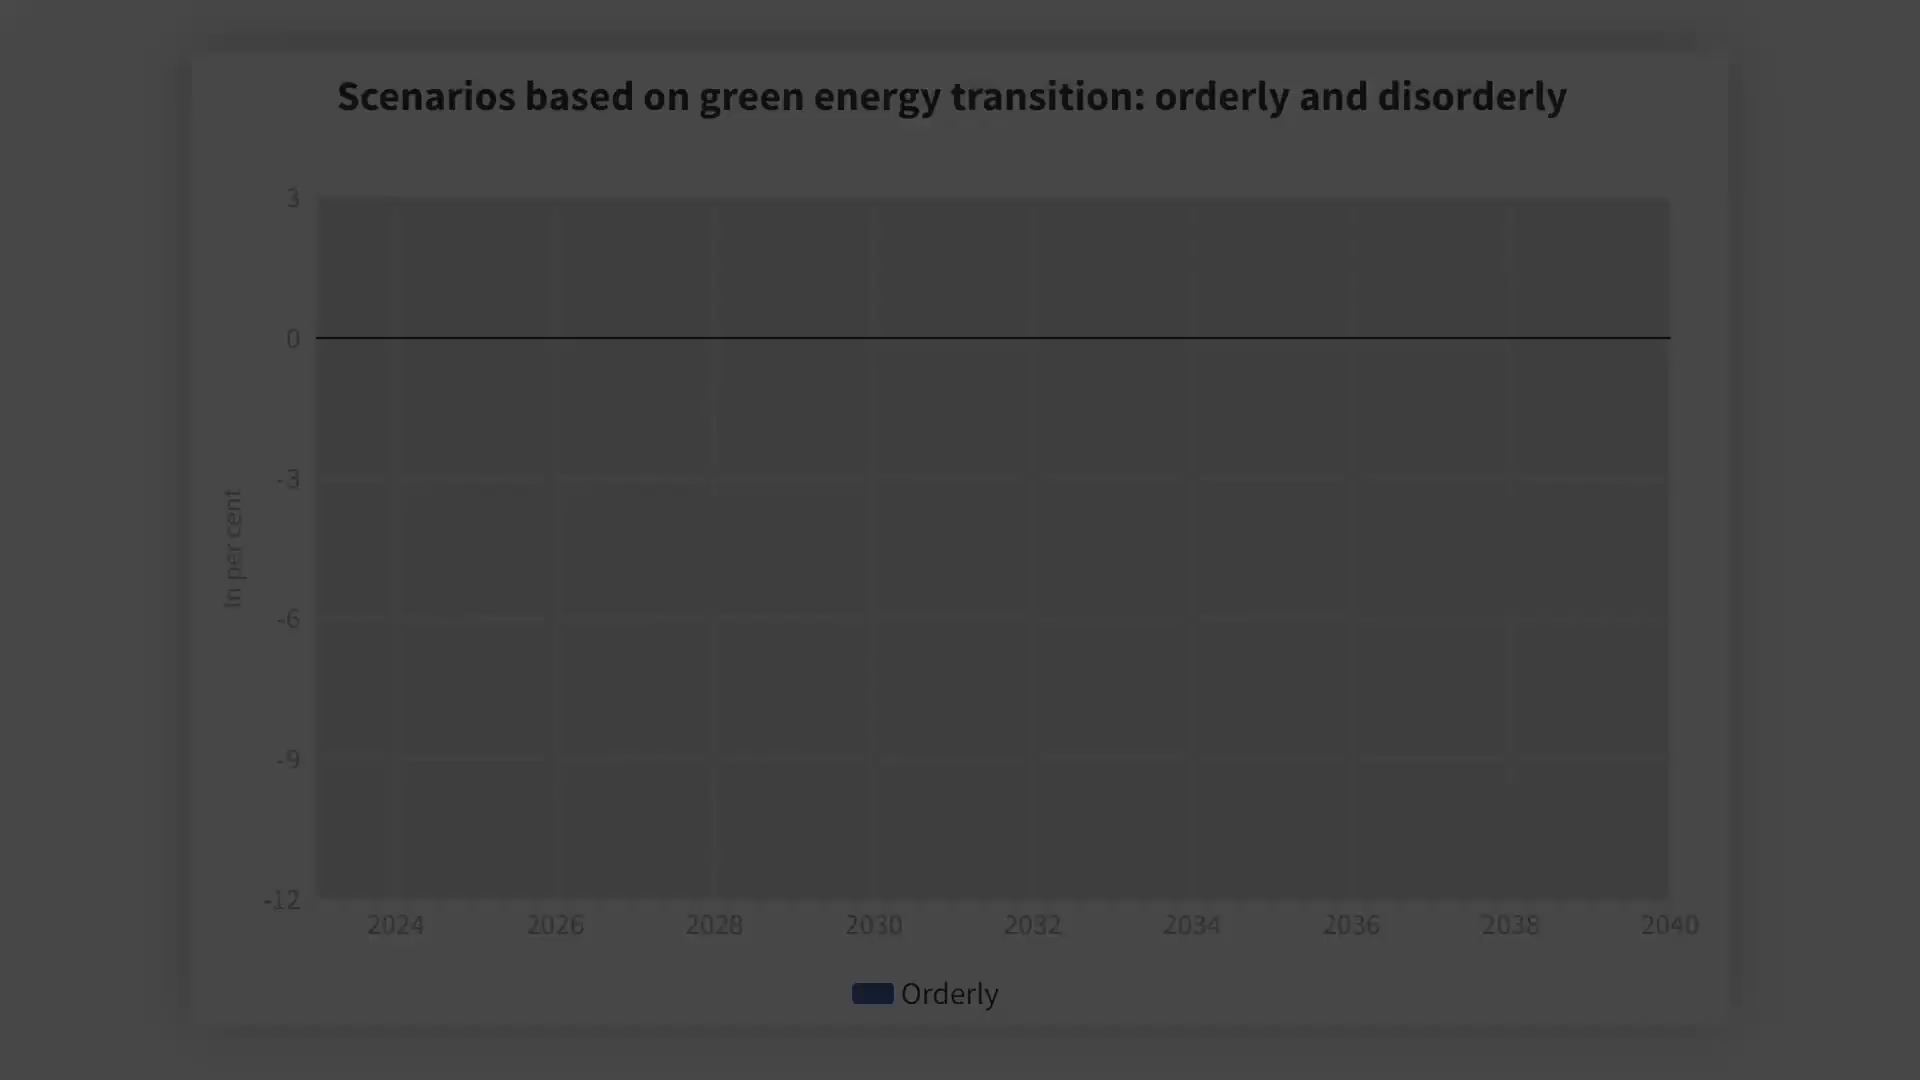 Scenarios based on green energy transition: orderly and disorderly
3
0
-3
-6
-9
-12
In per cent
2024 2026 2028 2030 2032 2034 2036 2038 2040
Orderly